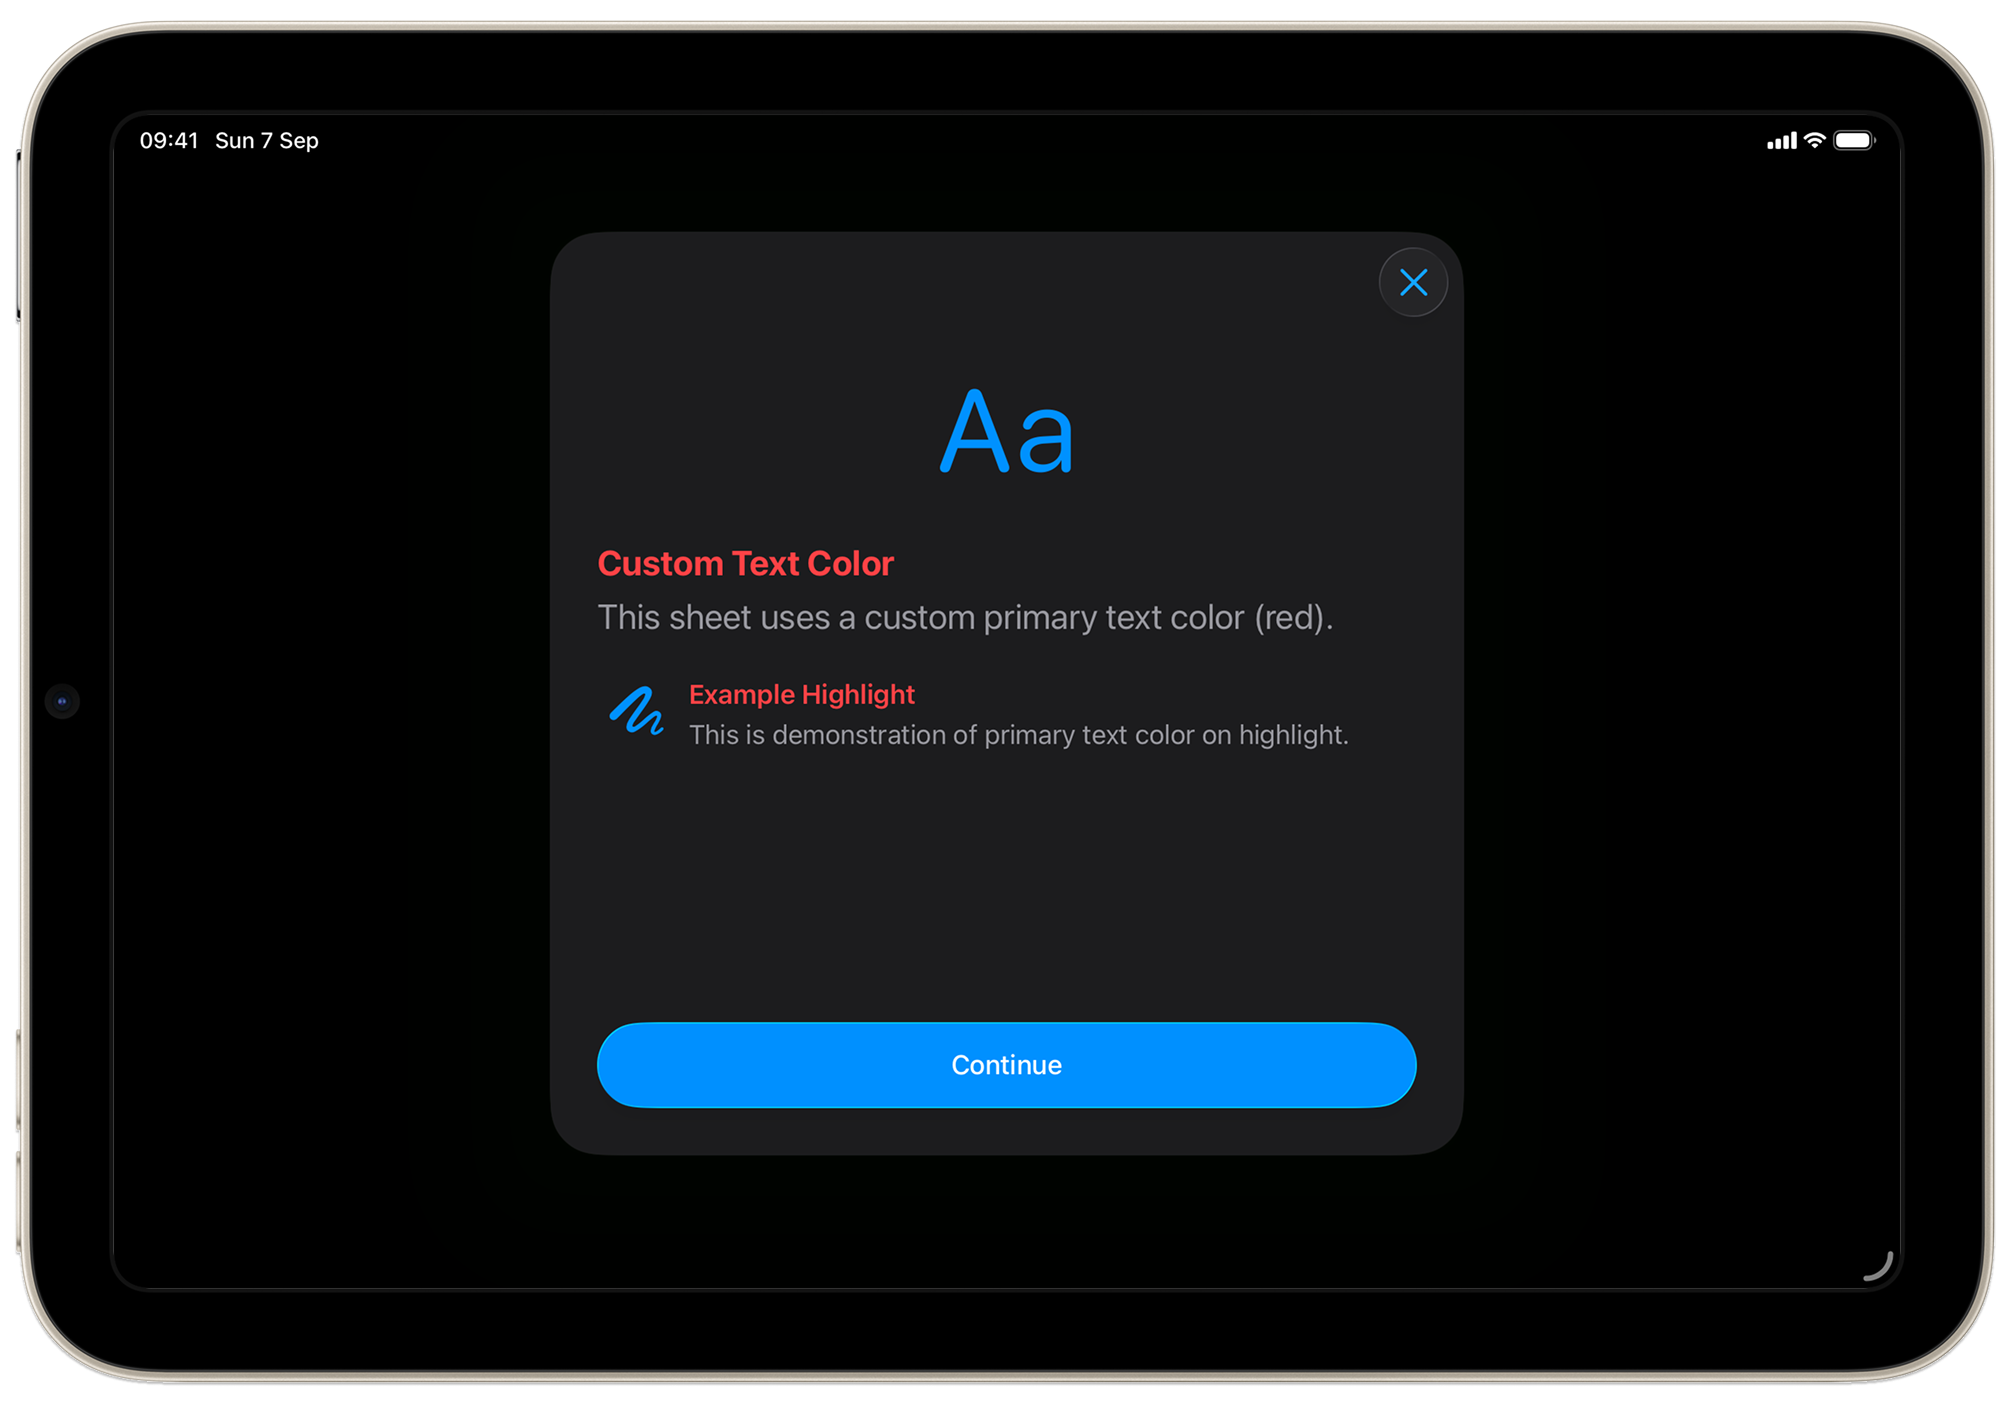 09:41 Sun 7 Sep
Aa
Custom Text Color
This sheet uses a custom primary text color (red).
Example Highlight
This is demonstration of primary text color on highlight.
Continue